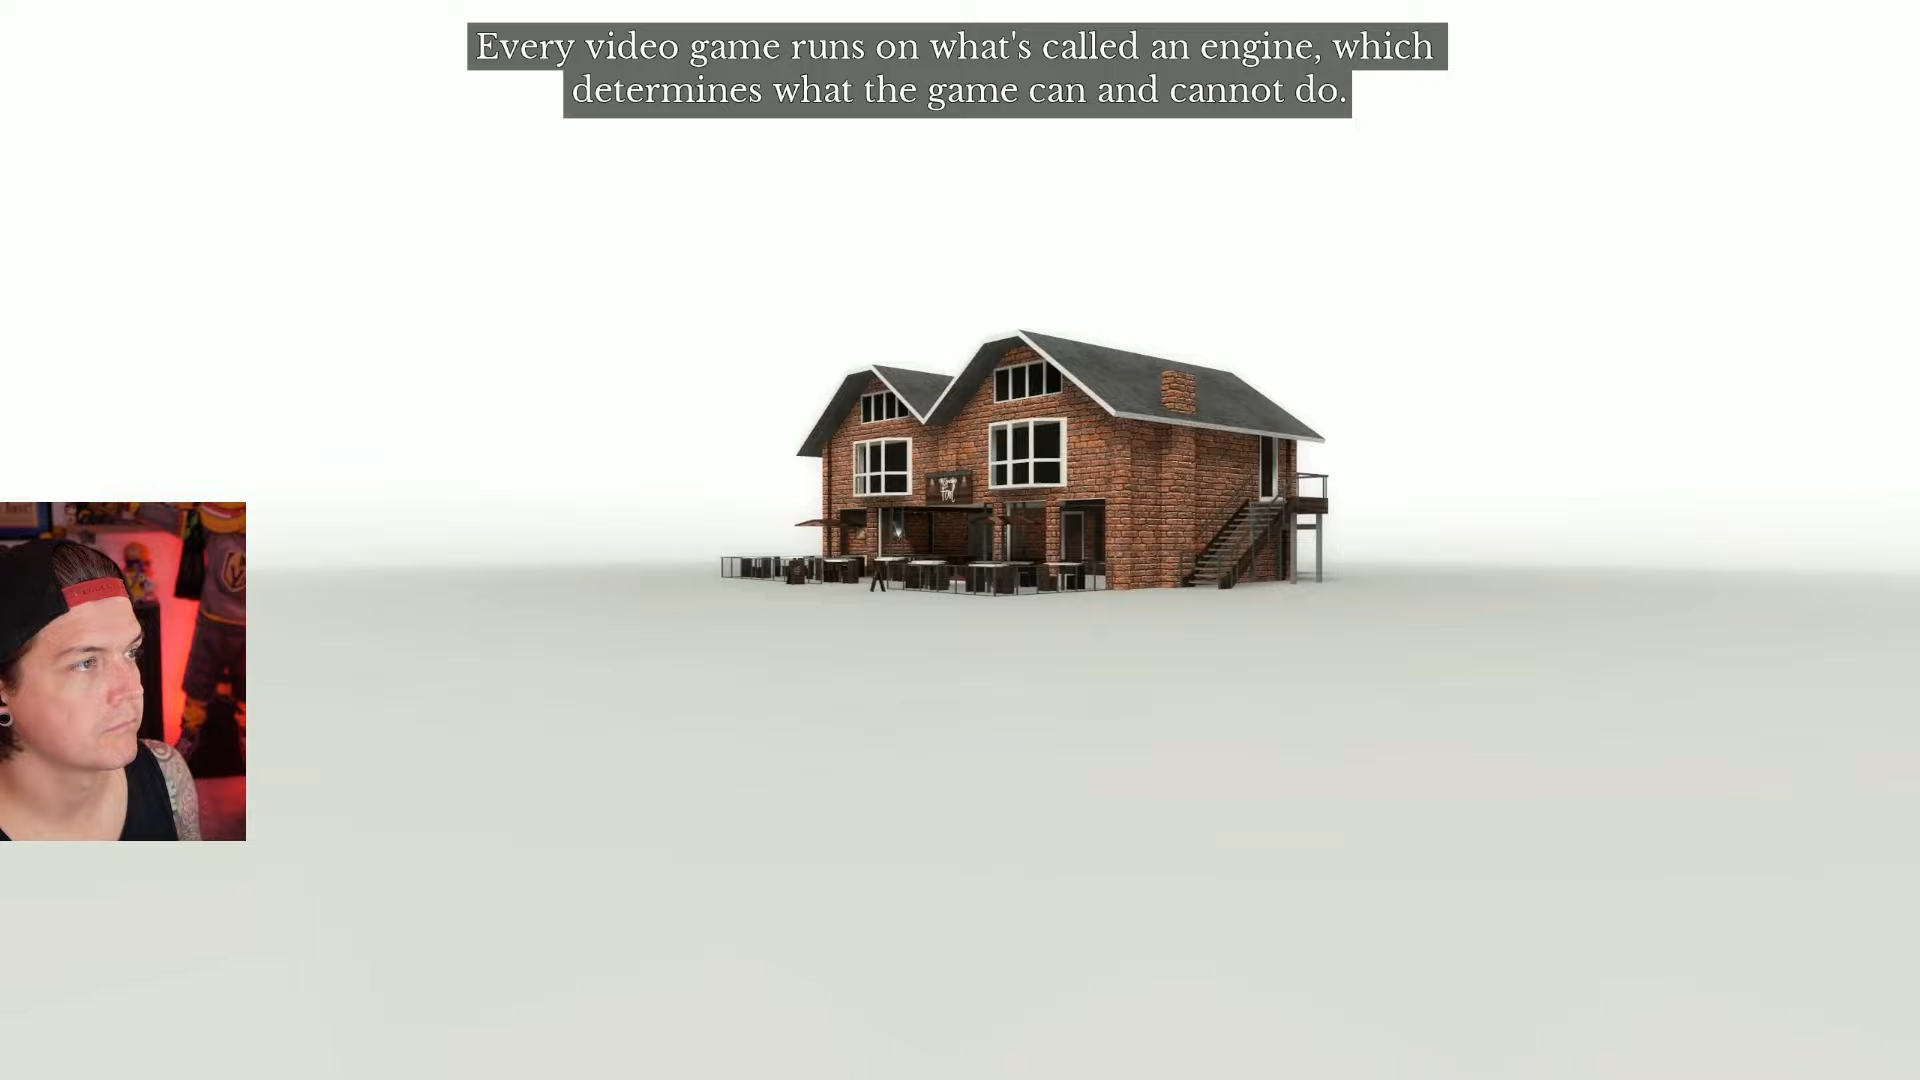 Every video game runs on what's called an engine, which
determines what the game can and cannot do.